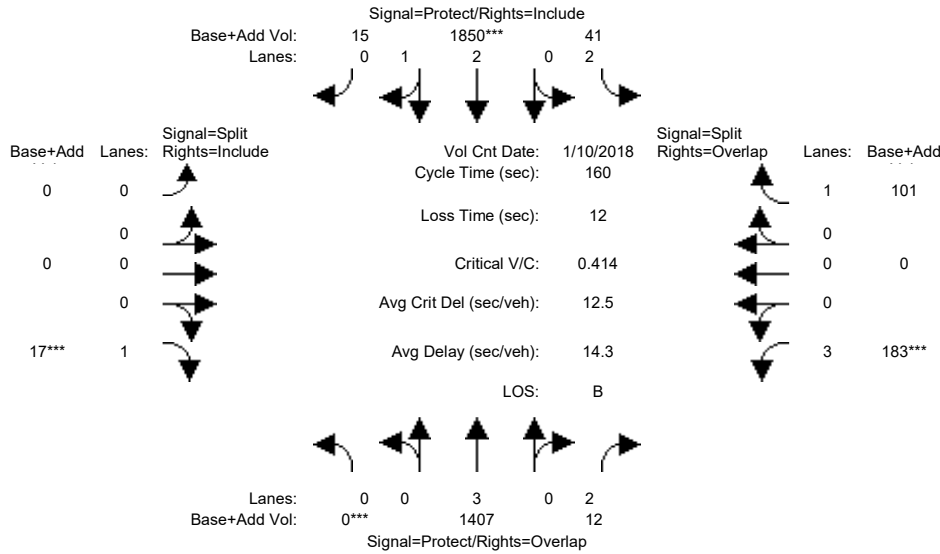 Signal=Protect/Rights=Include
Base+Add Vol: 15 1850*** 41
Lanes: 0 1 2 0 2
Signal=Split
Base+Add Lanes: Rights=Include
Vol Cnt Date: 1/10/2018
Signal=Split
Rights=Overlap Lanes: Base+Add
Cycle Time (sec): 160
0 0
1 101
Loss Time (sec): 12
0
0
0 0
Critical V/C: 0.414
0 0
0
Avg Crit Del (sec/veh): 12.5
0
17*** 1
Avg Delay (sec/veh): 14.3
3 183***
LOS: B
Lanes: 0 0 3 0 2
Base+Add Vol: 0*** 1407 12
Signal=Protect/Rights=Overlap